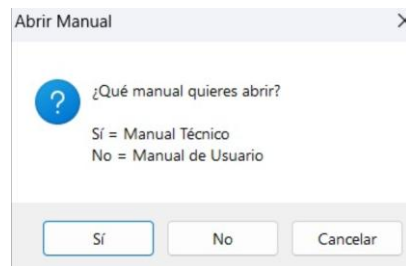 Abrir Manual
¿Qué manual quieres abrir?
Sí = Manual Técnico
No = Manual de Usuario
Sí No Cancelar